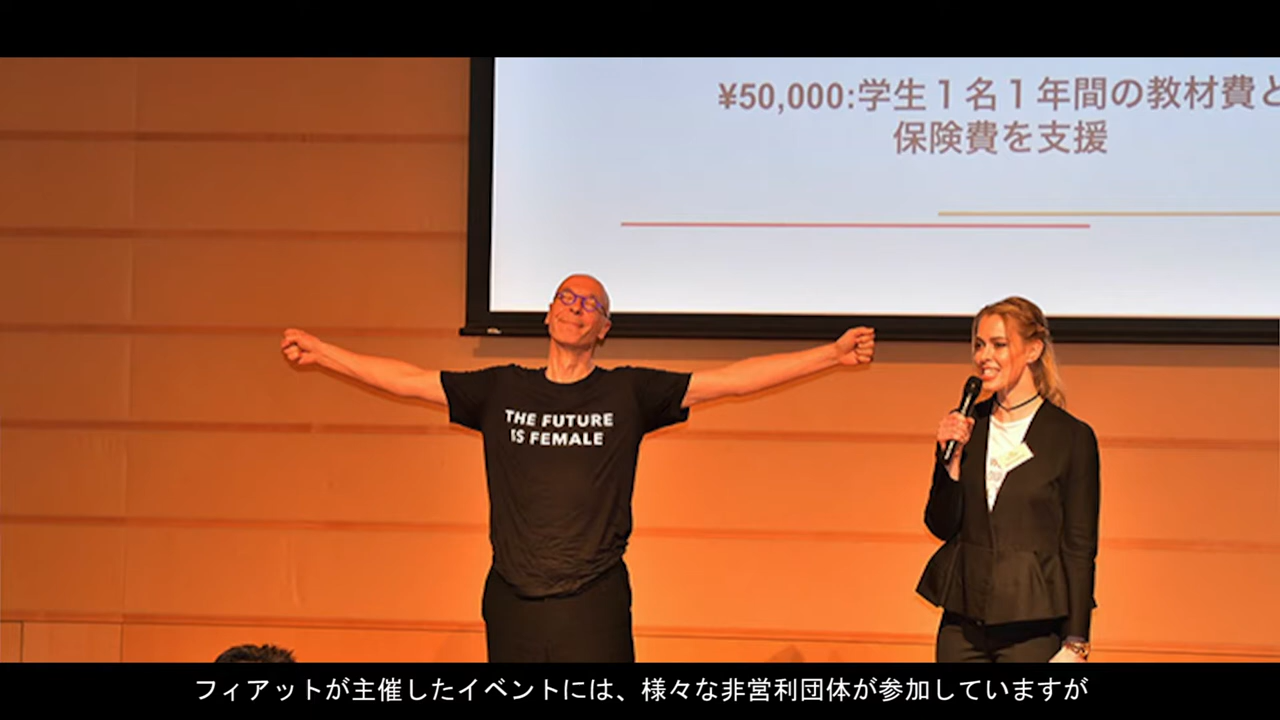 ¥50,000:学生１名１年間の教材費と
保険費を支援
THE FUTURE
IS FEMALE
フィアットが主催したイベントには、様々な非営利団体が参加していますが